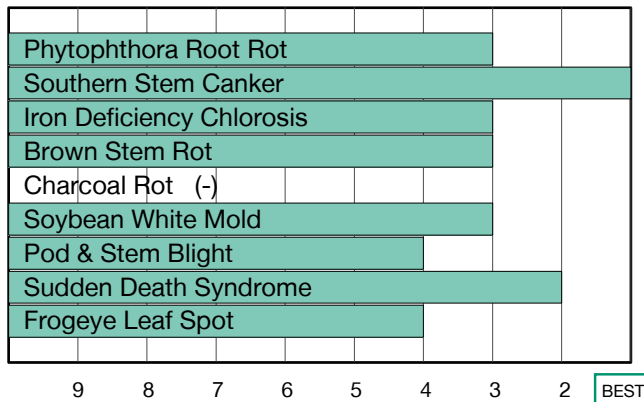 Phytophthora Root Rot
Southern Stem Canker
Iron Deficiency Chlorosis
Brown Stem Rot
Charcoal Rot (-)
Soybean White Mold
Pod & Stem Blight
Sudden Death Syndrome
Frogeye Leaf Spot
9 8 7 6 5 4 3 2 BEST